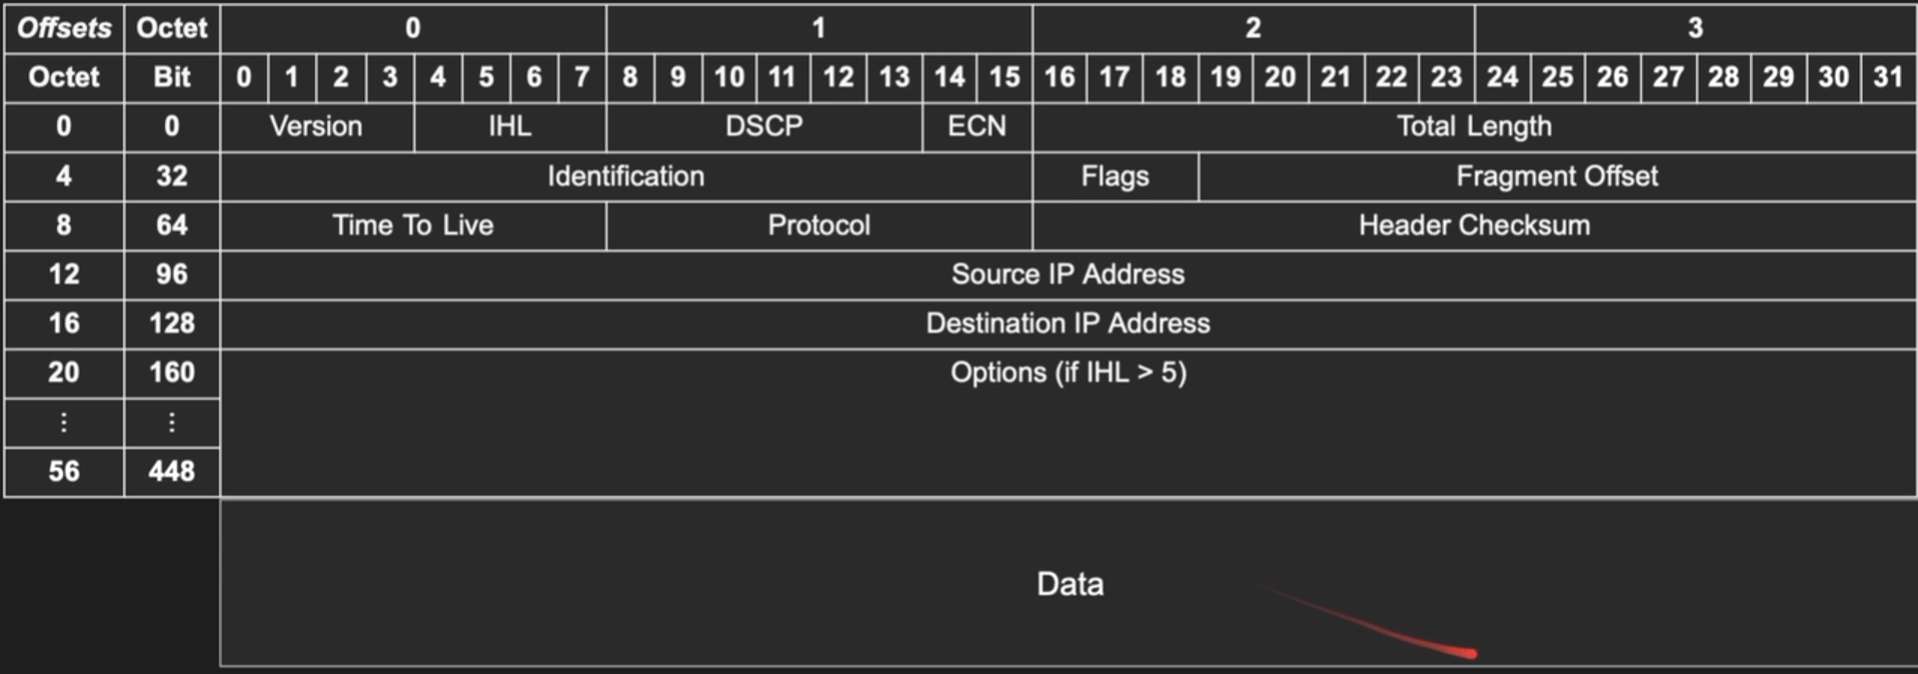 Offsets Octet 0 1 2 3
Octet Bit 0 1 2 3 4 5 6 7 8 9 10 11 12 13 14 15 16 17 18 19 20 21 22 23 24 25 26 27 28 29 30 31
0 0 Version IHL DSCP ECN Total Length
4 32 Identification Flags Fragment Offset
8 64 Time To Live Protocol Header Checksum
12 96 Source IP Address
16 128 Destination IP Address
20 160 Options (if IHL > 5)
⋮ ⋮
56 448
Data